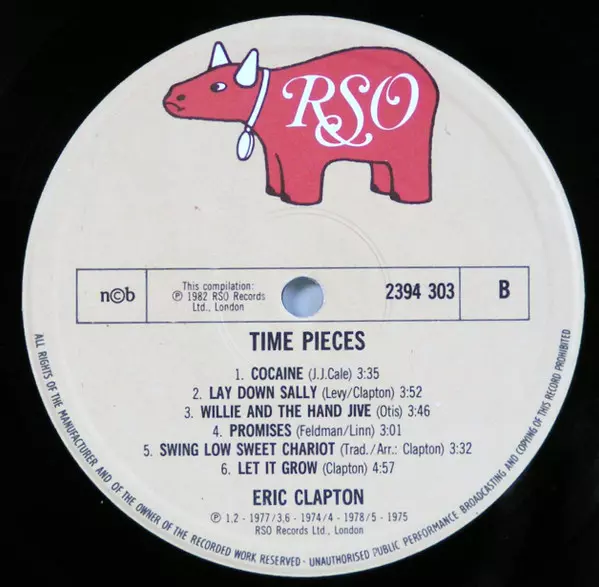 RSO
n©b
This compilation:
℗ 1982 RSO Records
Ltd., London
2394 303
B
TIME PIECES
1. COCAINE (J.J.Cale) 3:35
2. LAY DOWN SALLY (Levy/Clapton) 3:52
3. WILLIE AND THE HAND JIVE (Otis) 3:46
4. PROMISES (Feldman/Linn) 3:01
5. SWING LOW SWEET CHARIOT (Trad./Arr.: Clapton) 3:32
6. LET IT GROW (Clapton) 4:57
ERIC CLAPTON
℗ 1,2 - 1977/3,6 - 1974/4 - 1978/5 - 1975
RSO Records Ltd., London
ALL RIGHTS OF THE MANUFACTURER AND OF THE OWNER OF THE RECORDED WORK RESERVED - UNAUTHORISED PUBLIC PERFORMANCE BROADCASTING AND COPYING OF THIS RECORD PROHIBITED